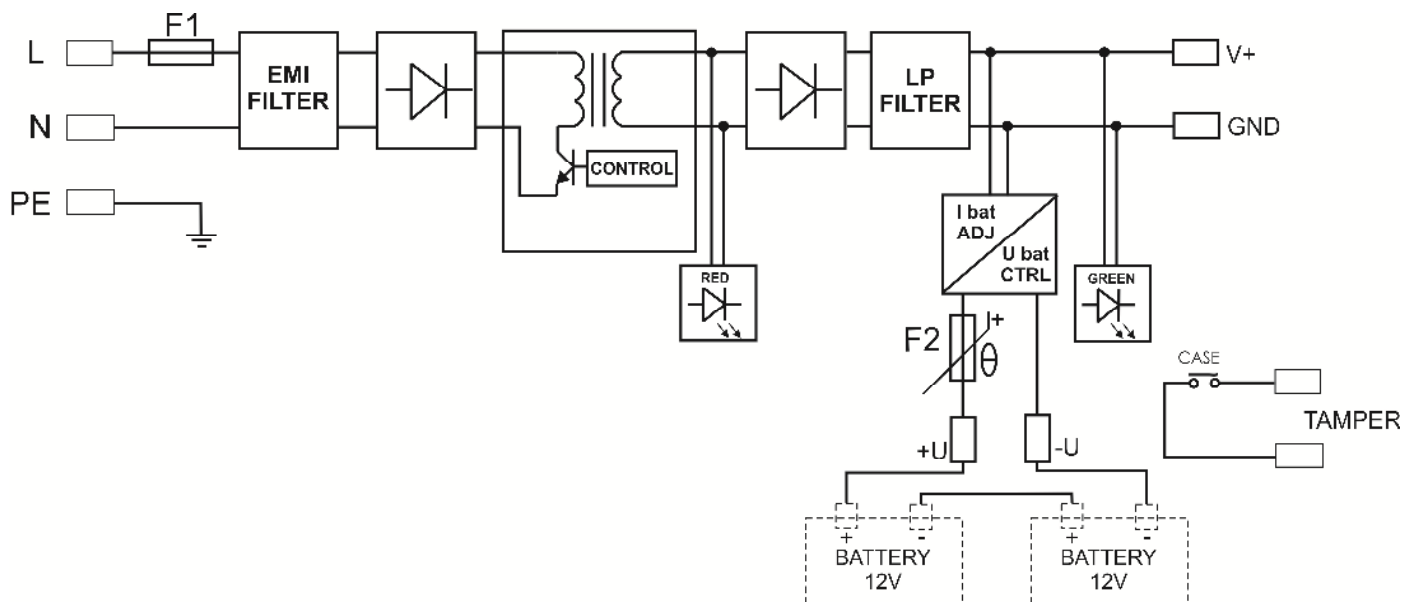 F1
L
EMI
FILTER
LP
FILTER
V+
N
CONTROL
GND
PE
I bat
ADJ
U bat
CTRL
RED
GREEN
F2
+
θ
CASE
TAMPER
+U
-U
+ -
BATTERY
12V
+ -
BATTERY
12V